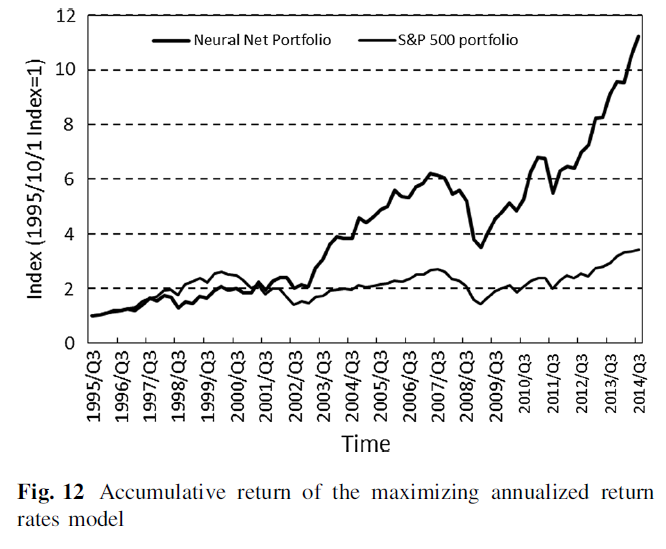 12
10
8
6
4
2
0
Index (1995/10/1 Index=1)
Neural Net Portfolio
S&P 500 portfolio
1995/Q3
1996/Q3
1997/Q3
1998/Q3
1999/Q3
2000/Q3
2001/Q3
2002/Q3
2003/Q3
2004/Q3
2005/Q3
2006/Q3
2007/Q3
2008/Q3
2009/Q3
2010/Q3
2011/Q3
2012/Q3
2013/Q3
2014/Q3
Time
Fig. 12 Accumulative return of the maximizing annualized return
rates model